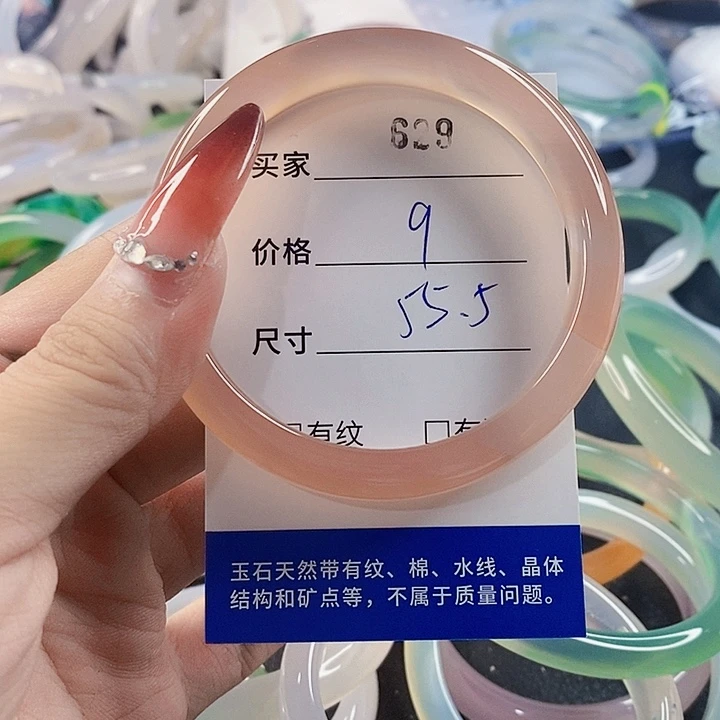 629
买家
价格 9
尺寸 55.5
□有纹 □有
玉石天然带有纹、棉、水线、晶体
结构和矿点等，不属于质量问题。